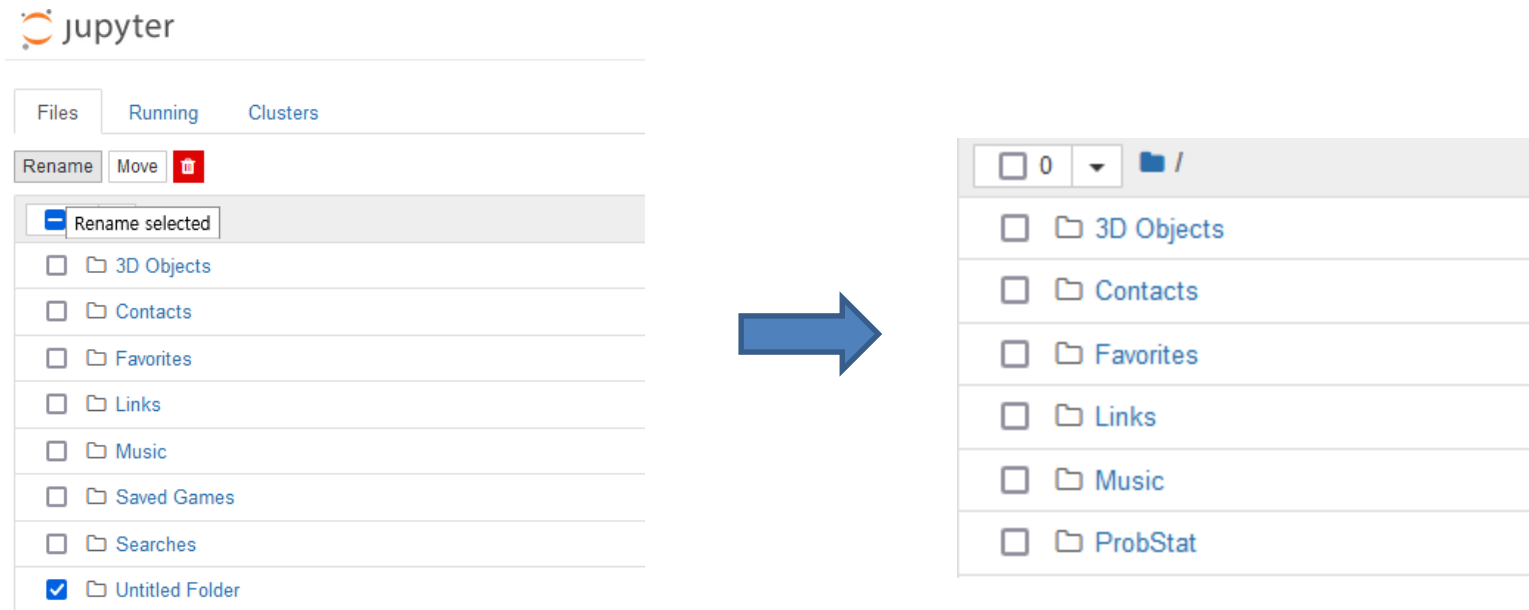 jupyter
Files Running Clusters
Rename Move
Rename selected
3D Objects
Contacts
Favorites
Links
Music
Saved Games
Searches
Untitled Folder
0 /
3D Objects
Contacts
Favorites
Links
Music
ProbStat